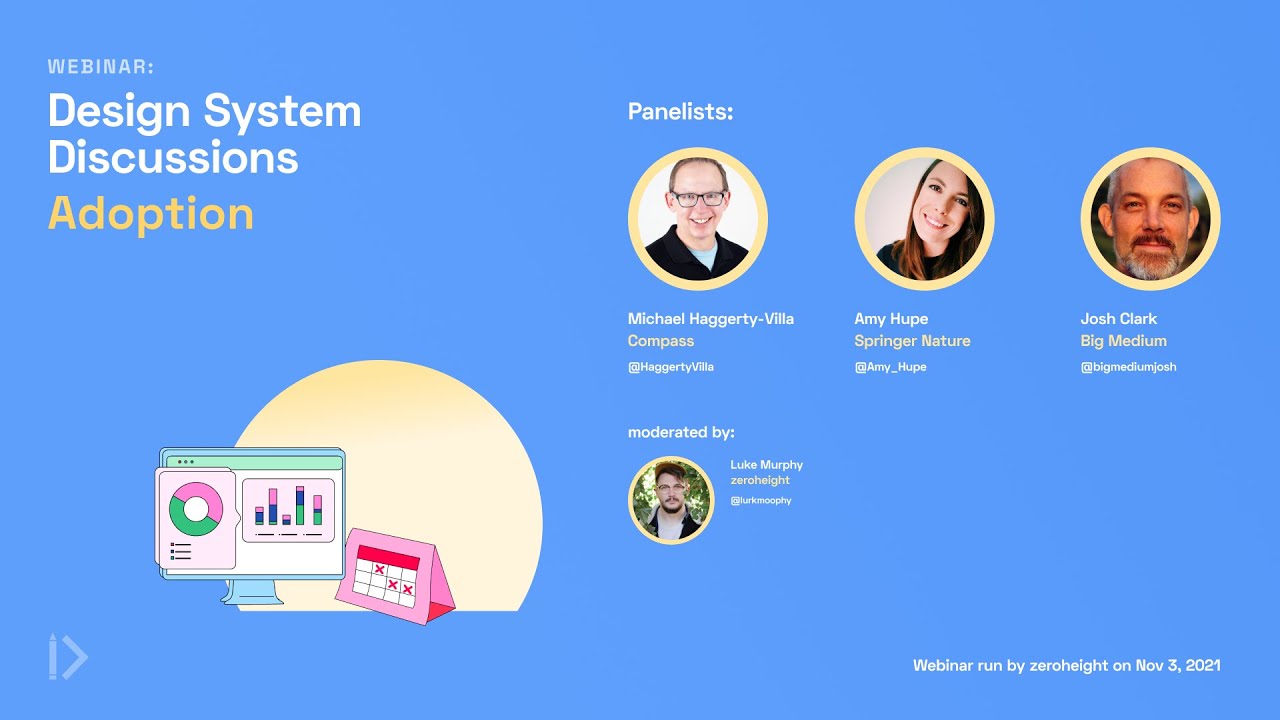 WEBINAR:
Design System
Discussions
Adoption
Panelists:
Michael Haggerty-Villa
Compass
@HaggertyVilla
Amy Hupe
Springer Nature
@Amy_Hupe
Josh Clark
Big Medium
@bigmediumjosh
moderated by:
Luke Murphy
zeroheight
@lurkmoophy
Webinar run by zeroheight on Nov 3, 2021